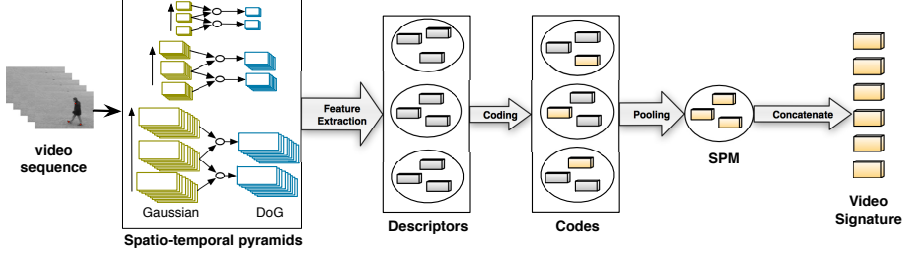 video
sequence
Gaussian
DoG
Spatio-temporal pyramids
Feature
Extraction
Descriptors
Coding
Codes
Pooling
SPM
Concatenate
Video
Signature